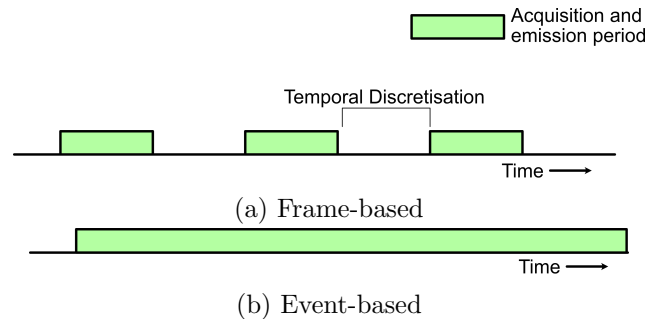 Acquisition and
emission period
Temporal Discretisation
Time
(a) Frame-based
Time
(b) Event-based